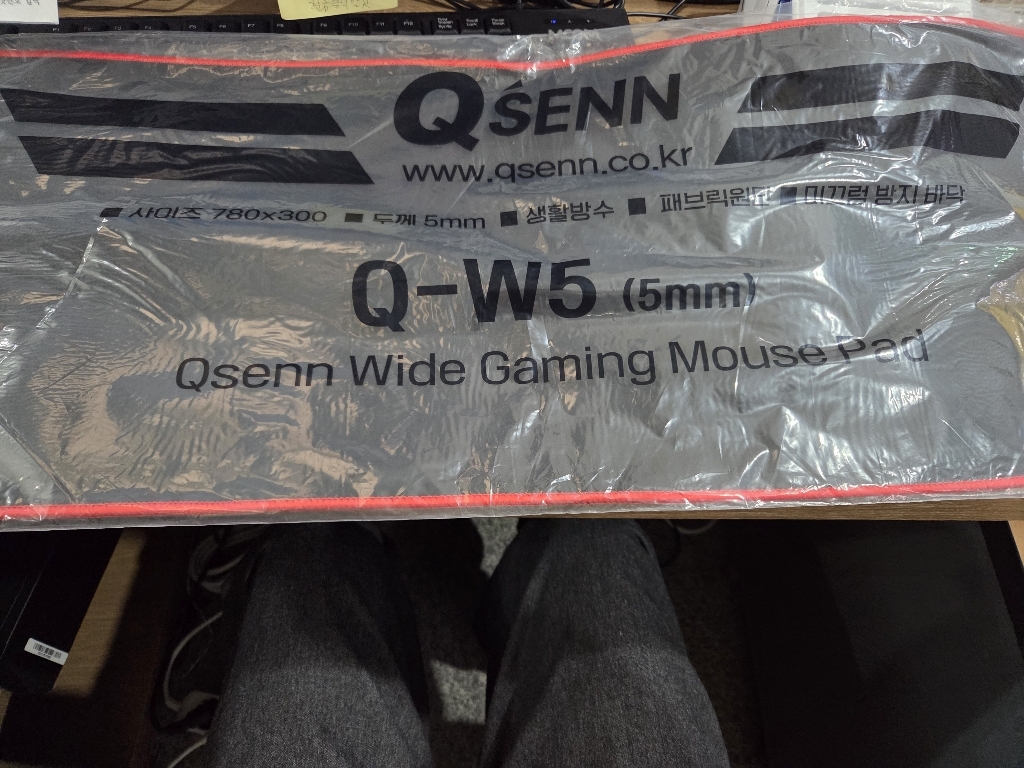 QSENN
www.qsenn.co.kr
■ 사이즈 780x300 ■ 두께 5mm ■ 생활방수 ■ 패브릭원단 ■ 미끄럼 방지 바닥
Q-W5 (5mm)
Qsenn Wide Gaming Mouse Pad